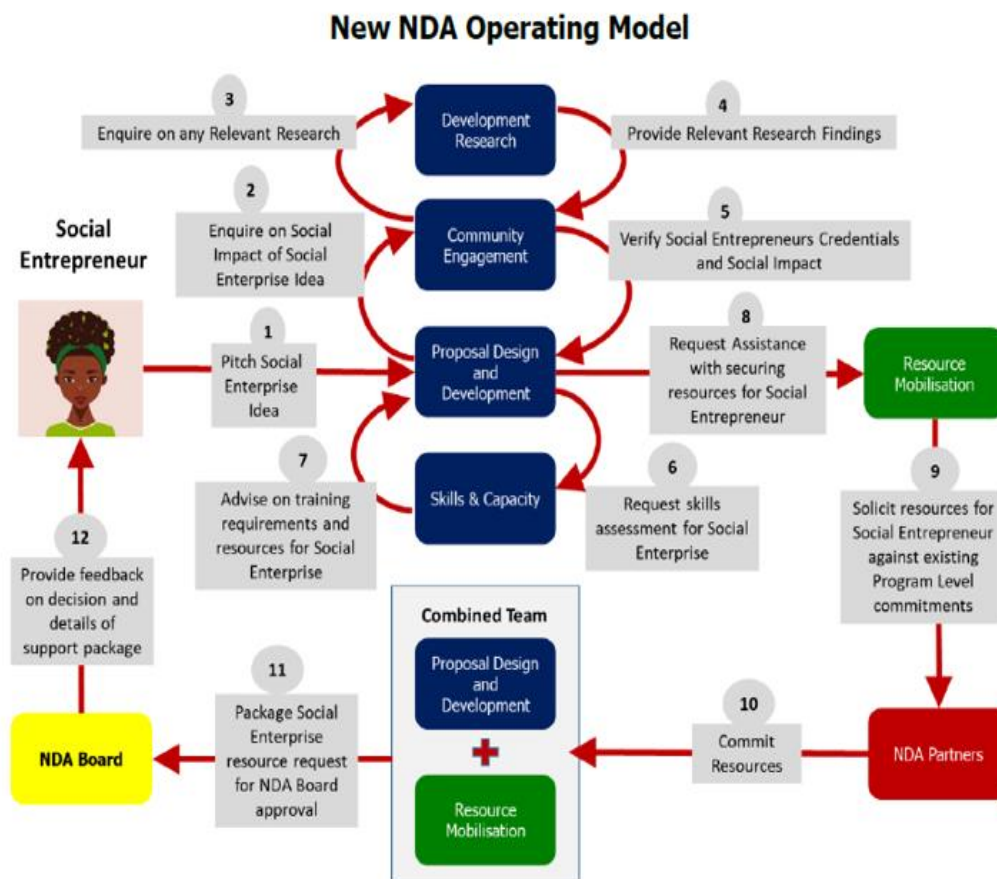 New NDA Operating Model
3
Enquire on any Relevant Research
Development
Research
4
Provide Relevant Research Findings
2
Enquire on Social
Impact of Social
Enterprise Idea
Community
Engagement
5
Verify Social Entrepreneurs Credentials
and Social Impact
Social
Entrepreneur
1
Pitch Social
Enterprise
Idea
Proposal Design
and
Development
8
Request Assistance
with securing
resources for Social
Entrepreneur
Resource
Mobilisation
7
Advise on training
requirements and
resources for Social
Enterprise
Skills & Capacity
6
Request skills
assessment for Social
Enterprise
9
Solicit resources for
Social Entrepreneur
against existing
Program Level
commitments
12
Provide feedback
on decision and
details of
support package
Combined Team
Proposal Design
and
Development
Resource
Mobilisation
11
Package Social
Enterprise
resource request
for NDA Board
approval
10
Commit
Resources
NDA Board
NDA Partners